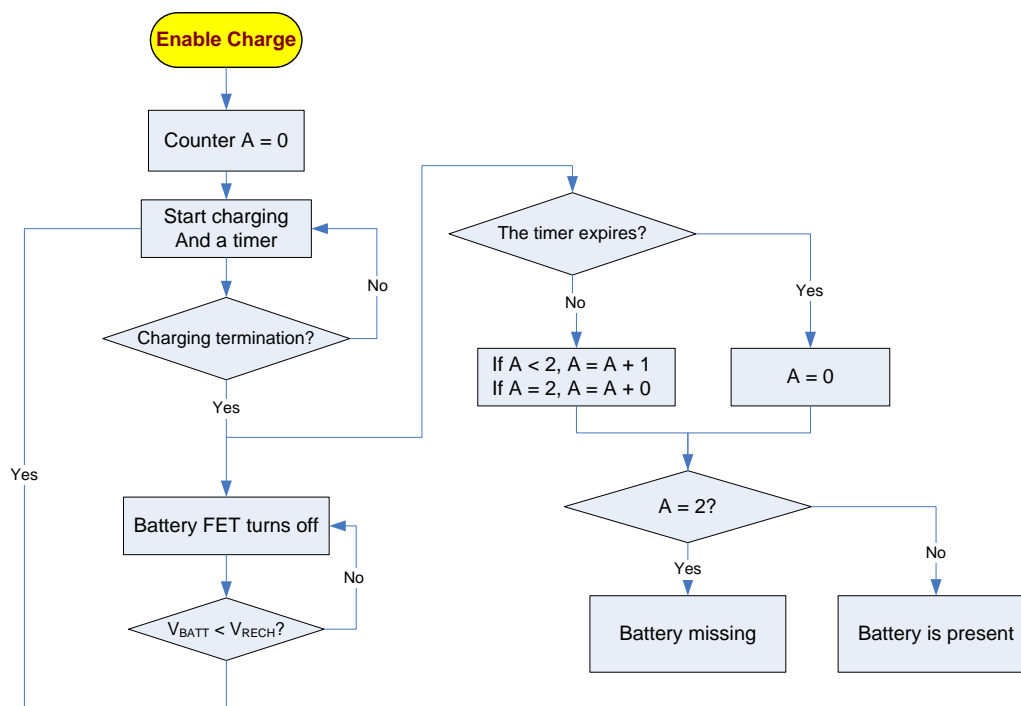 Enable Charge
Counter A = 0
Start charging
And a timer
No
Charging termination?
Yes
Yes
Battery FET turns off
No
VBATT < VRECH?
The timer expires?
No
Yes
If A < 2, A = A + 1
If A = 2, A = A + 0
A = 0
A = 2?
Yes
No
Battery missing
Battery is present